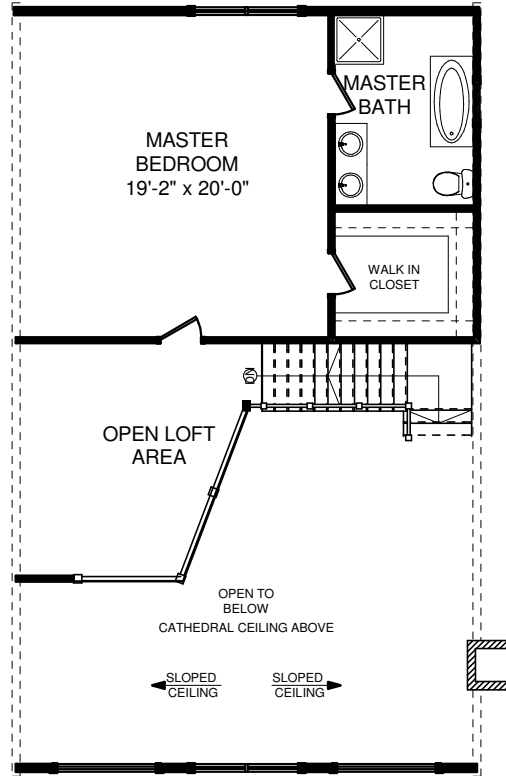 MASTER
BATH
MASTER
BEDROOM
19'-2" x 20'-0"
WALK IN
CLOSET
DN
OPEN LOFT
AREA
OPEN TO
BELOW
CATHEDRAL CEILING ABOVE
SLOPED
CEILING
SLOPED
CEILING